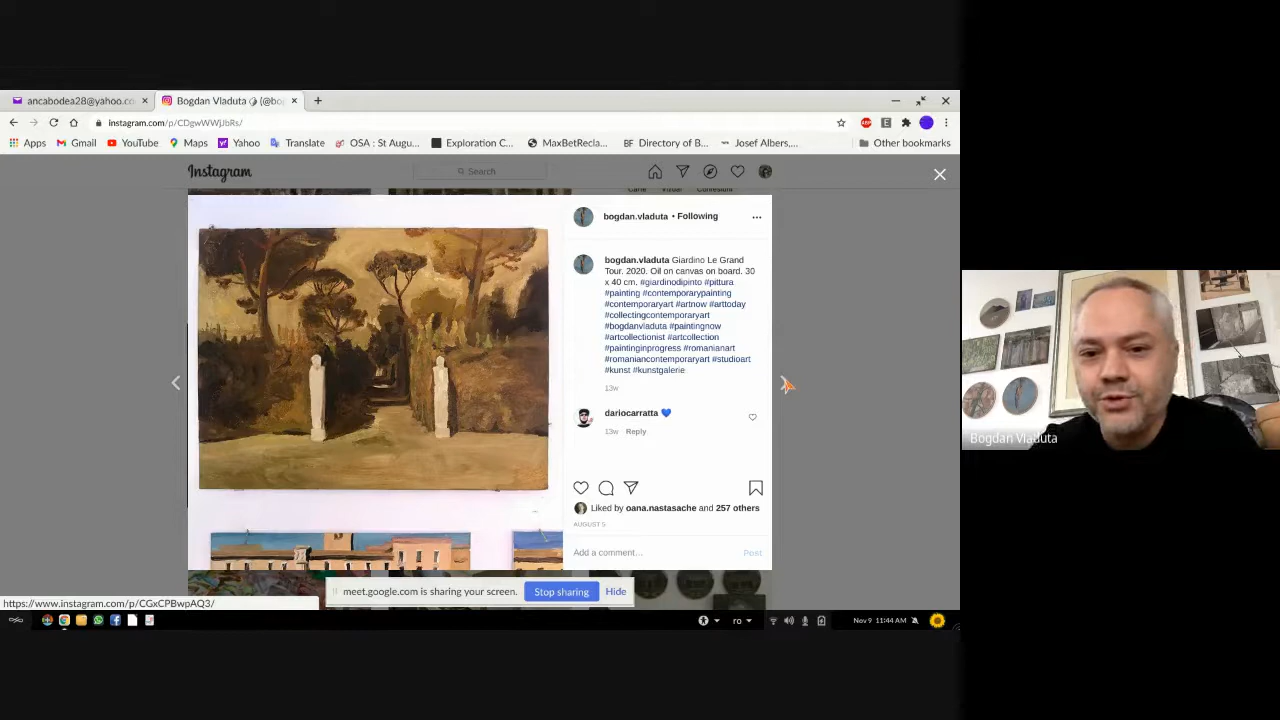 ancabodea28@yahoo.co
Bogdan Vladuta (@bo
instagram.com/p/CDgwWWjJbRs/
Apps Gmail YouTube Maps Yahoo Translate OSA : St Augu... Exploration C... MaxBetRecla... BF Directory of B... Josef Albers,... Other bookmarks
Instagram
Search
bogdan.vladuta • Following
bogdan.vladuta Giardino Le Grand
Tour. 2020. Oil on canvas on board. 30
x 40 cm. #giardinodipinto #pittura
#painting #contemporarypainting
#contemporaryart #artnow #arttoday
#collectingcontemporaryart
#bogdanvladuta #paintingnow
#artcollectionist #artcollection
#paintinginprogress #romanianart
#romaniancontemporaryart #studioart
#kunst #kunstgalerie
13w
dariocarratta 💙
13w Reply
Liked by oana.nastasache and 257 others
AUGUST 5
Add a comment...
Post
meet.google.com is sharing your screen.
Stop sharing
Hide
https://www.instagram.com/p/CGxCPBwpAQ3/
ro
Nov 9 11:44 AM
Bogdan Vladuta